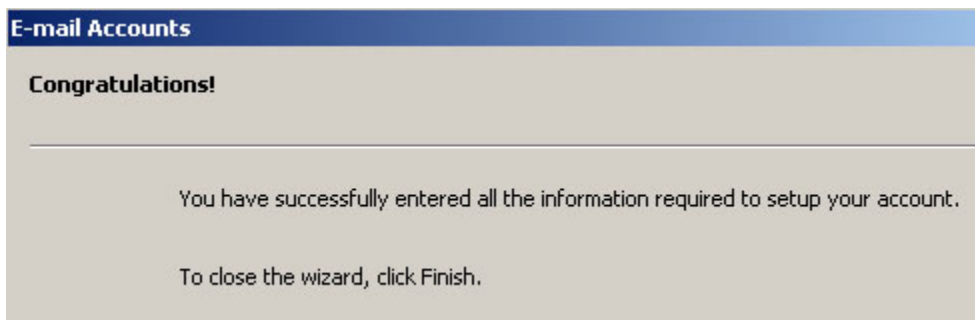 E-mail Accounts
Congratulations!
You have successfully entered all the information required to setup your account.
To close the wizard, click Finish.